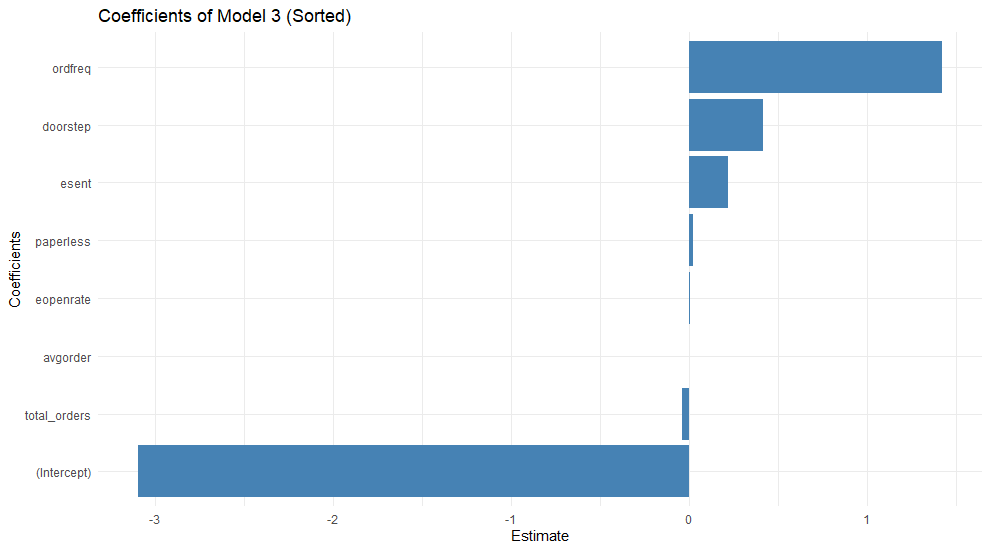 Coefficients of Model 3 (Sorted)
Coefficients
ordfreq
doorstep
esent
paperless
eopenrate
avgorder
total_orders
(Intercept)
-3 -2 -1 0 1
Estimate